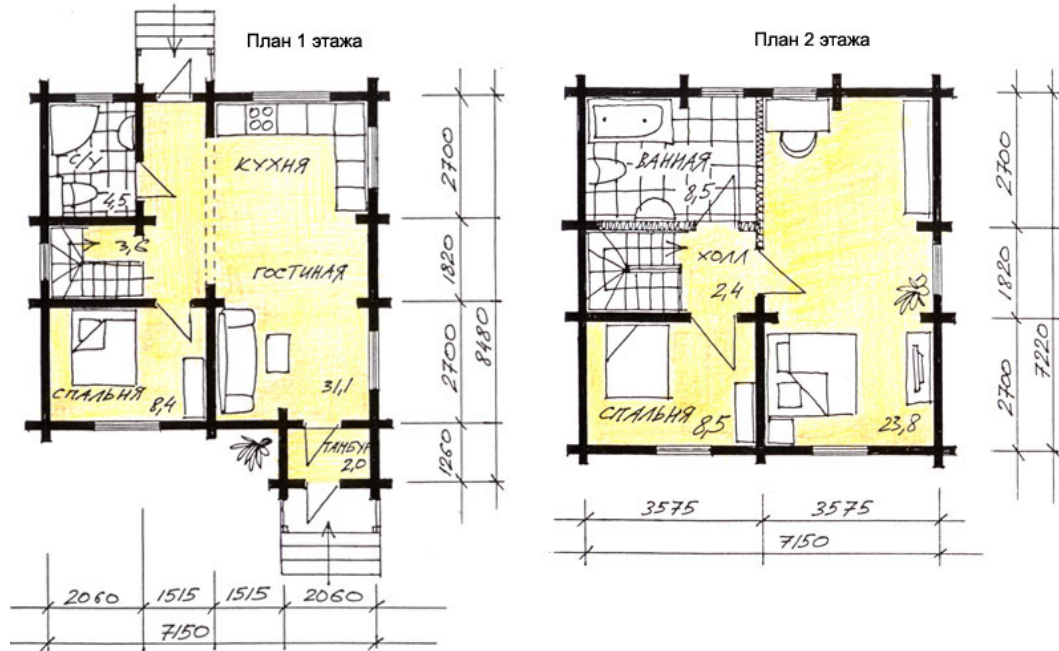 План 1 этажа
С/У
4,5
КУХНЯ
3,6
ГОСТИНАЯ
31,1
СПАЛЬНЯ
8,4
ТАМБУР
2,0
2700
1820
2700
1260
8480
2060
1515
1515
2060
7150
План 2 этажа
ВАННАЯ
8,5
ХОЛЛ
2,4
СПАЛЬНЯ
8,5
23,8
2700
1820
2700
7220
3575
3575
7150